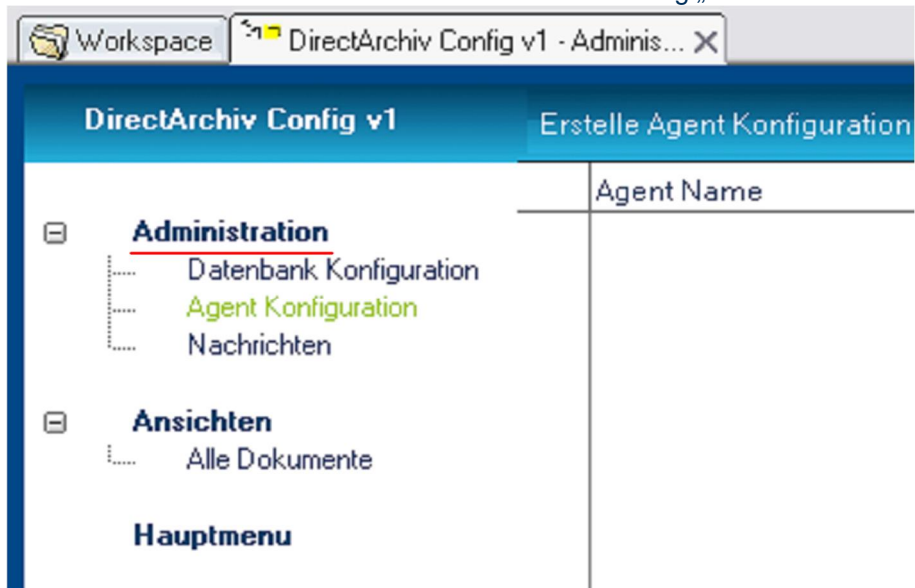 Workspace
DirectArchiv Config v1 - Adminis...
DirectArchiv Config v1
Erstelle Agent Konfiguration
Agent Name
Administration
Datenbank Konfiguration
Agent Konfiguration
Nachrichten
Ansichten
Alle Dokumente
Hauptmenu